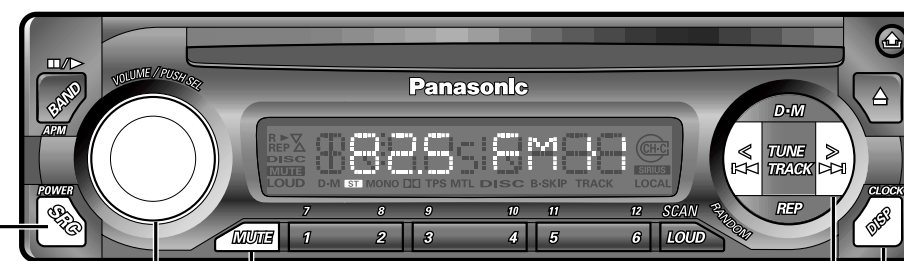 VOLUME / PUSH SEL
BAND
APM
Panasonic
D·M
R
REP
DISC
MUTE
LOUD
82.5 FM 1
CH-C
SIRIUS
D·M ST MONO TPS MTL DISC B-SKIP TRACK LOCAL
TUNE
TRACK
REP
RANDOM
POWER
SRC
CLOCK
DISP
7 8 9 10 11 12 SCAN
MUTE 1 2 3 4 5 6 LOUD